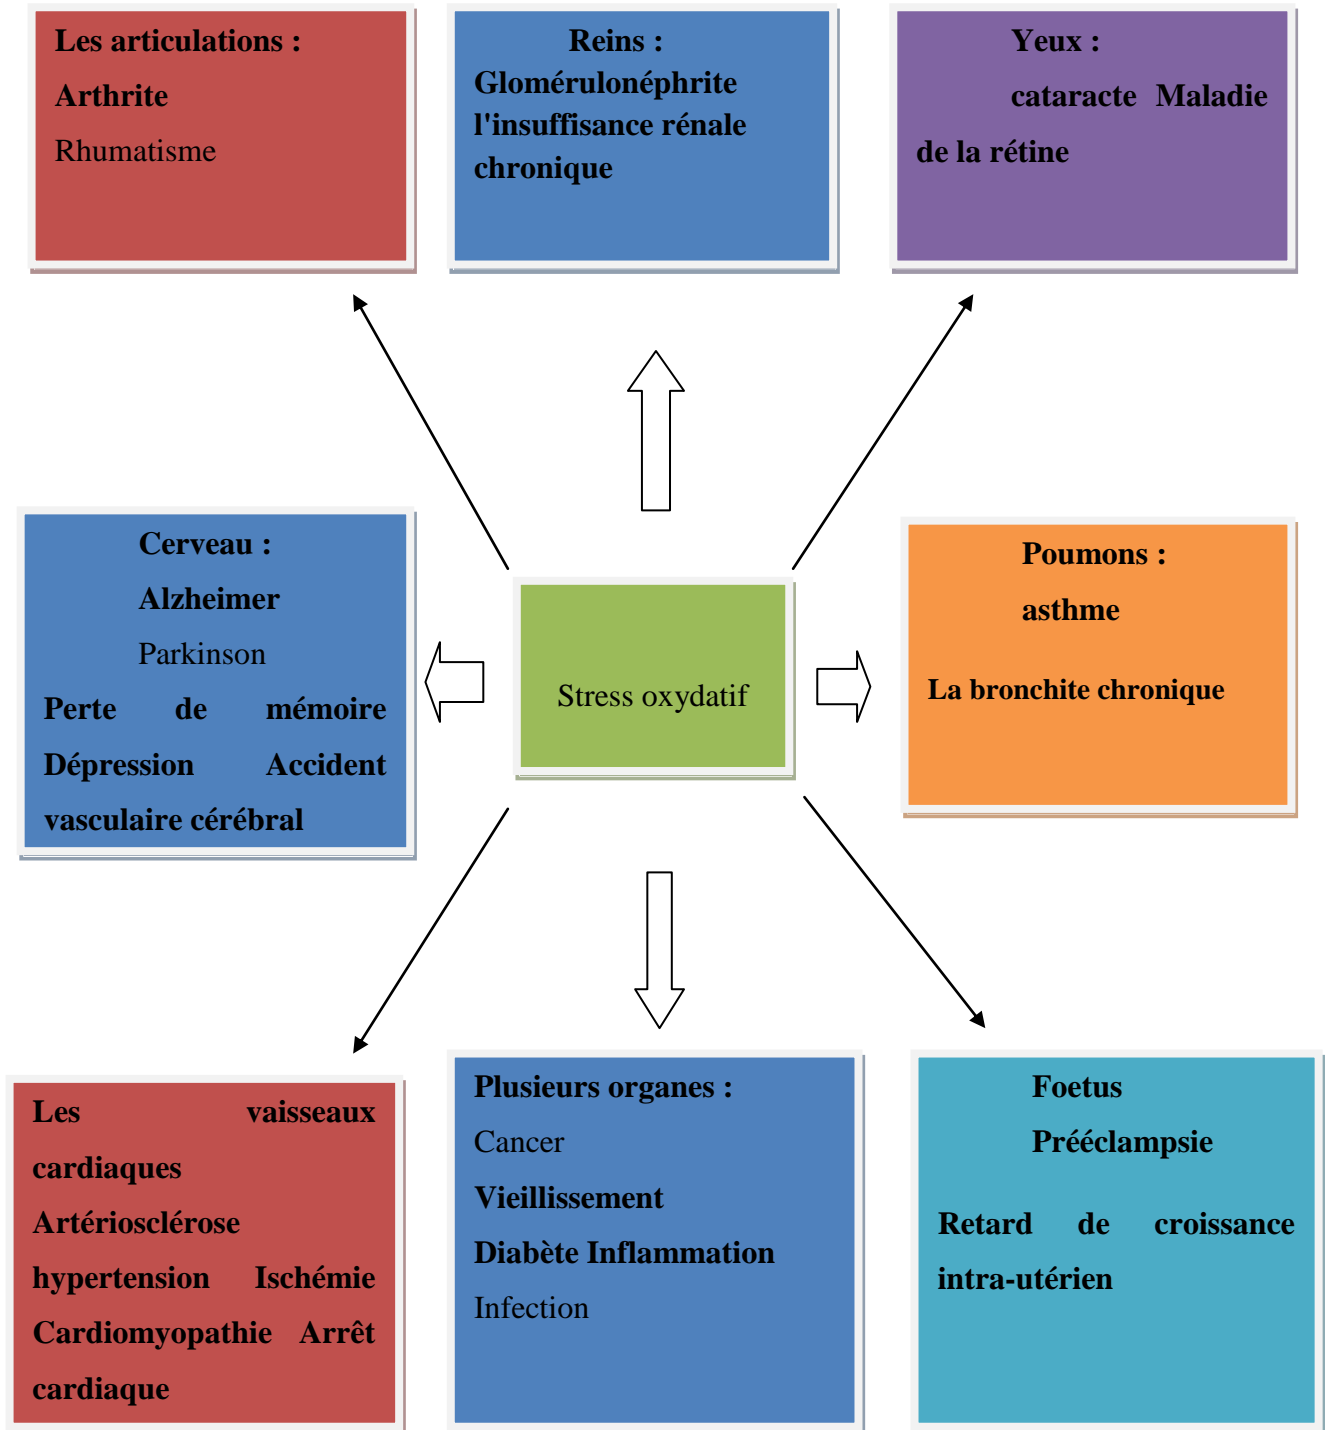 Les articulations :
Arthrite
Rhumatisme
Reins :
Glomérulonéphrite
l'insuffisance rénale
chronique
Yeux :
cataracte Maladie
de la rétine
Cerveau :
Alzheimer
Parkinson
Perte de mémoire
Dépression Accident
vasculaire cérébral
Stress oxydatif
Poumons :
asthme
La bronchite chronique
Les vaisseaux
cardiaques
Artériosclérose
hypertension Ischémie
Cardiomyopathie Arrêt
cardiaque
Plusieurs organes :
Cancer
Vieillissement
Diabète Inflammation
Infection
Foetus
Prééclampsie
Retard de croissance
intra-utérien